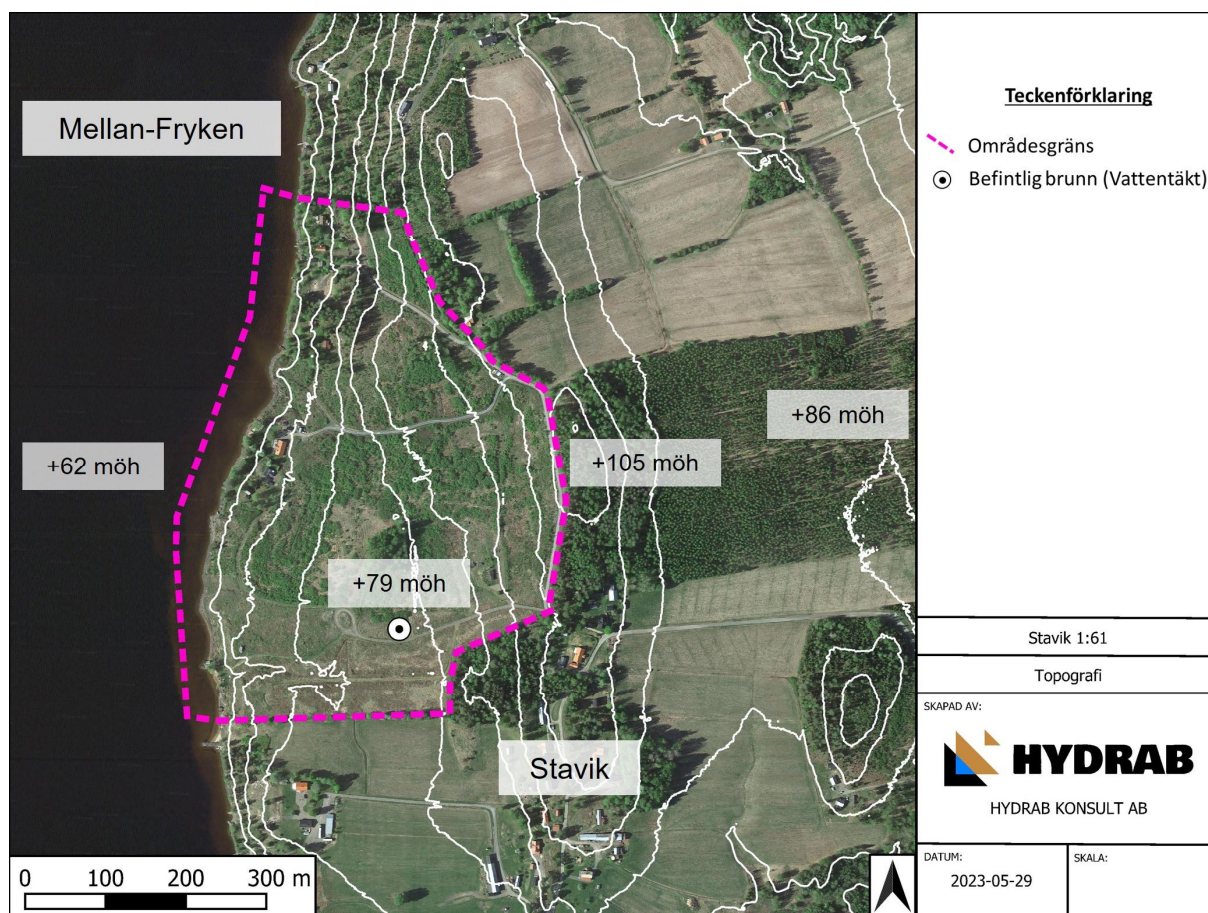 Mellan-Fryken
+62 möh
+79 möh
+105 möh
+86 möh
Stavik
0 100 200 300 m
Teckenförklaring
Områdesgräns
Befintlig brunn (Vattentäkt)
Stavik 1:61
Topografi
SKAPAD AV:
HYDRAB
HYDRAB KONSULT AB
DATUM:
2023-05-29
SKALA: